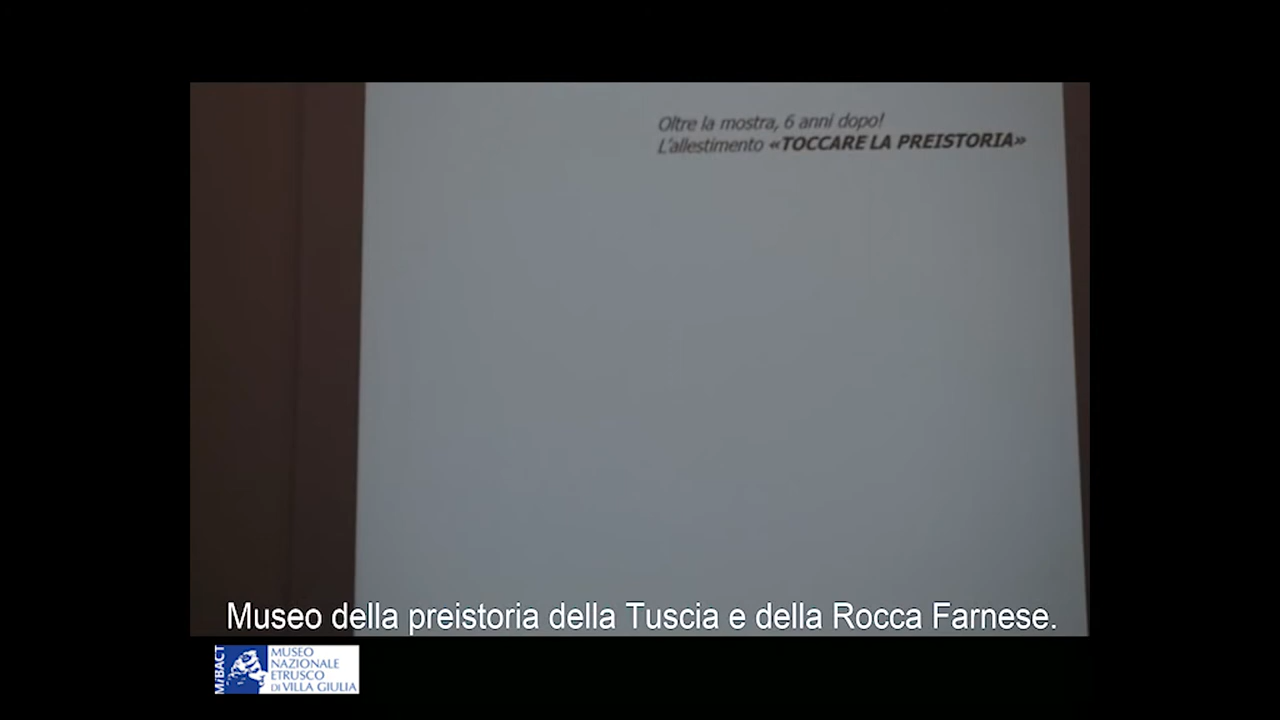 Oltre la mostra, 6 anni dopo!
L'allestimento «TOCCARE LA PREISTORIA»
Museo della preistoria della Tuscia e della Rocca Farnese.
MiBACT
MUSEO
NAZIONALE
ETRUSCO
DI VILLA GIULIA